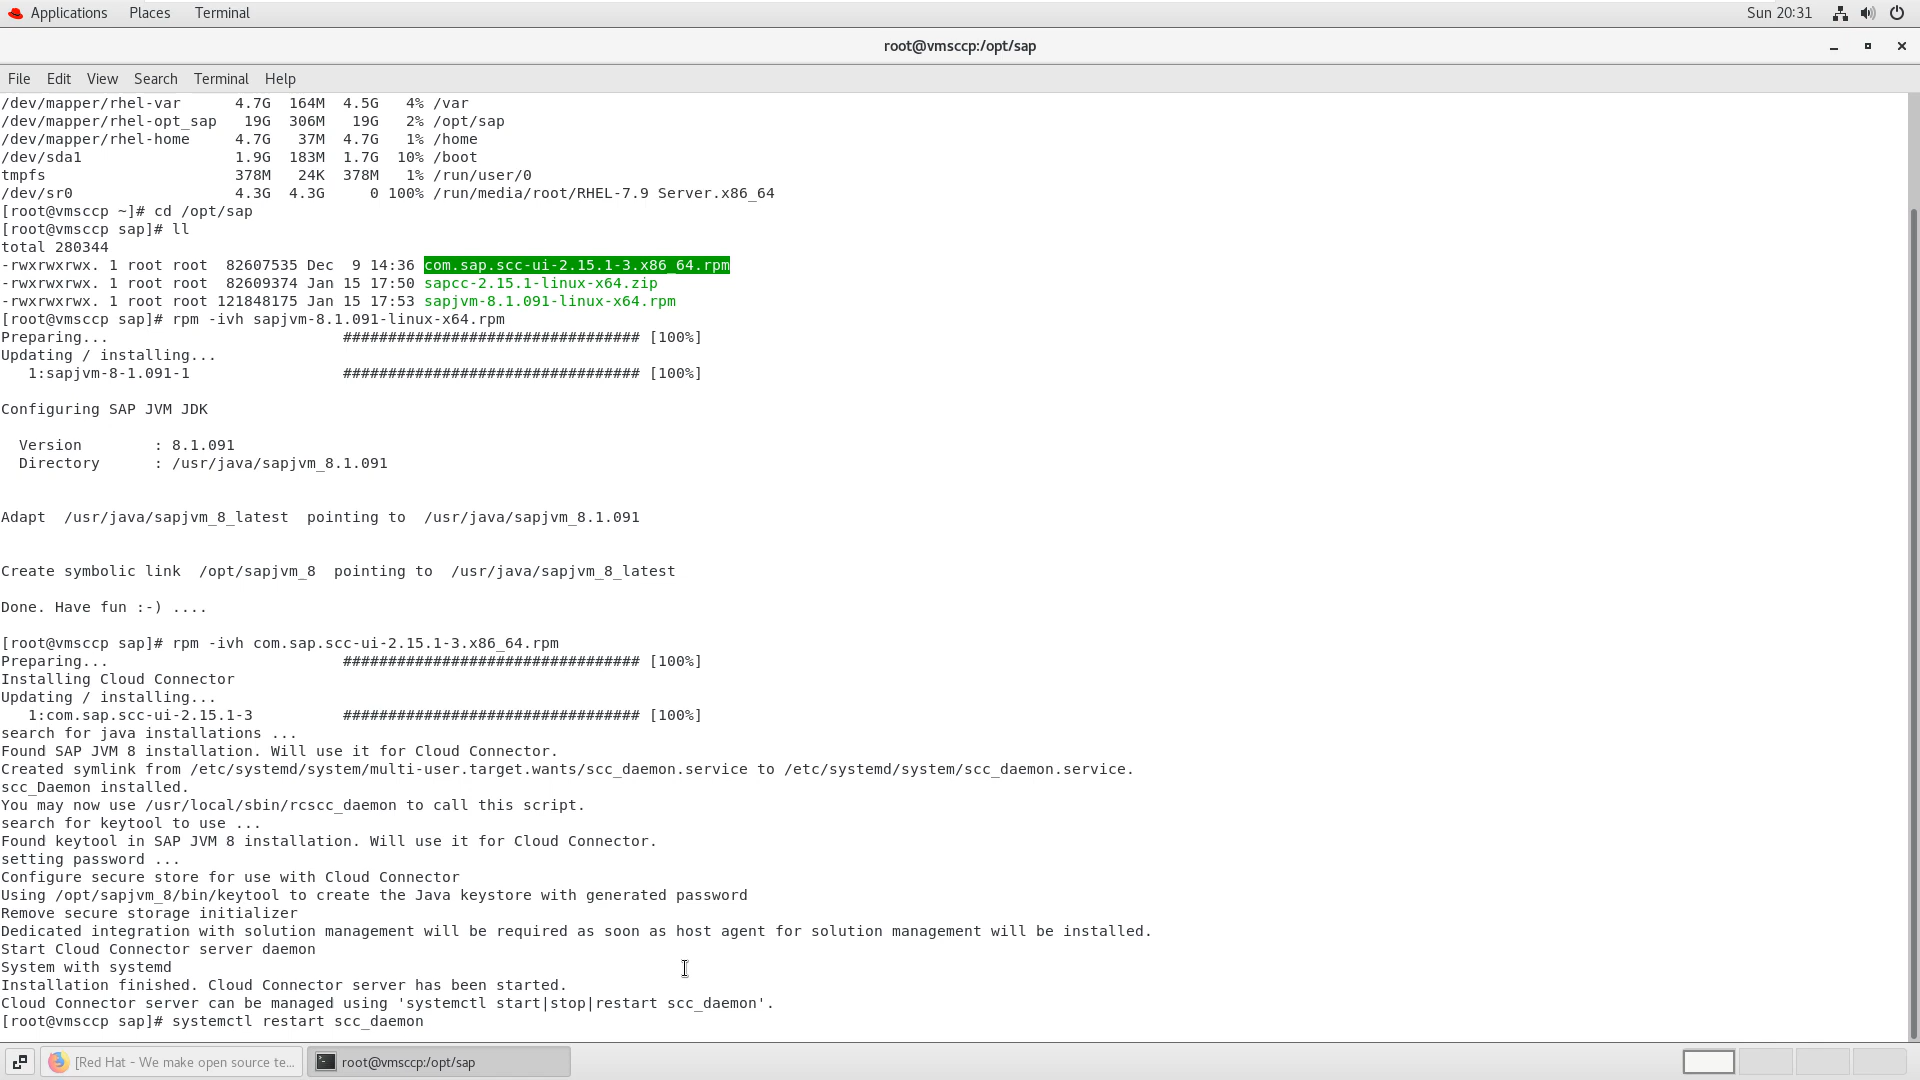 Applications Places Terminal Sun 20:31
root@vmsccp:/opt/sap
File Edit View Search Terminal Help
/dev/mapper/rhel-var      4.7G  164M  4.5G   4% /var
/dev/mapper/rhel-opt_sap   19G  306M   19G   2% /opt/sap
/dev/mapper/rhel-home     4.7G   37M  4.7G   1% /home
/dev/sda1                 1.9G  183M  1.7G  10% /boot
tmpfs                     378M   24K  378M   1% /run/user/0
/dev/sr0                  4.3G  4.3G     0 100% /run/media/root/RHEL-7.9 Server.x86_64
[root@vmsccp ~]# cd /opt/sap
[root@vmsccp sap]# ll
total 280344
-rwxrwxrwx. 1 root root  82607535 Dec  9 14:36 com.sap.scc-ui-2.15.1-3.x86_64.rpm
-rwxrwxrwx. 1 root root  82609374 Jan 15 17:50 sapcc-2.15.1-linux-x64.zip
-rwxrwxrwx. 1 root root 121848175 Jan 15 17:53 sapjvm-8.1.091-linux-x64.rpm
[root@vmsccp sap]# rpm -ivh sapjvm-8.1.091-linux-x64.rpm
Preparing...                          ################################# [100%]
Updating / installing...
   1:sapjvm-8-1.091-1                 ################################# [100%]
Configuring SAP JVM JDK
  Version        : 8.1.091
  Directory      : /usr/java/sapjvm_8.1.091
Adapt  /usr/java/sapjvm_8_latest  pointing to  /usr/java/sapjvm_8.1.091
Create symbolic link  /opt/sapjvm_8  pointing to  /usr/java/sapjvm_8_latest
Done. Have fun :-) ....
[root@vmsccp sap]# rpm -ivh com.sap.scc-ui-2.15.1-3.x86_64.rpm
Preparing...                          ################################# [100%]
Installing Cloud Connector
Updating / installing...
   1:com.sap.scc-ui-2.15.1-3          ################################# [100%]
search for java installations ...
Found SAP JVM 8 installation. Will use it for Cloud Connector.
Created symlink from /etc/systemd/system/multi-user.target.wants/scc_daemon.service to /etc/systemd/system/scc_daemon.service.
scc_Daemon installed.
You may now use /usr/local/sbin/rcscc_daemon to call this script.
search for keytool to use ...
Found keytool in SAP JVM 8 installation. Will use it for Cloud Connector.
setting password ...
Configure secure store for use with Cloud Connector
Using /opt/sapjvm_8/bin/keytool to create the Java keystore with generated password
Remove secure storage initializer
Dedicated integration with solution management will be required as soon as host agent for solution management will be installed.
Start Cloud Connector server daemon
System with systemd
Installation finished. Cloud Connector server has been started.
Cloud Connector server can be managed using 'systemctl start|stop|restart scc_daemon'.
[root@vmsccp sap]# systemctl restart scc_daemon
[Red Hat - We make open source te... root@vmsccp:/opt/sap